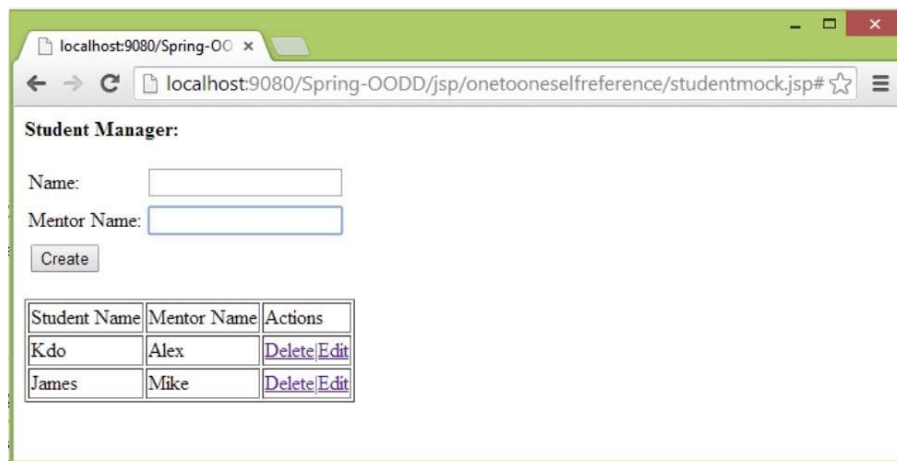 localhost:9080/Spring-OO
localhost:9080/Spring-OODD/jsp/onetooneselfreference/studentmock.jsp#
Student Manager:
Name:
Mentor Name:
Create
Student Name Mentor Name Actions
Kdo Alex Delete|Edit
James Mike Delete|Edit